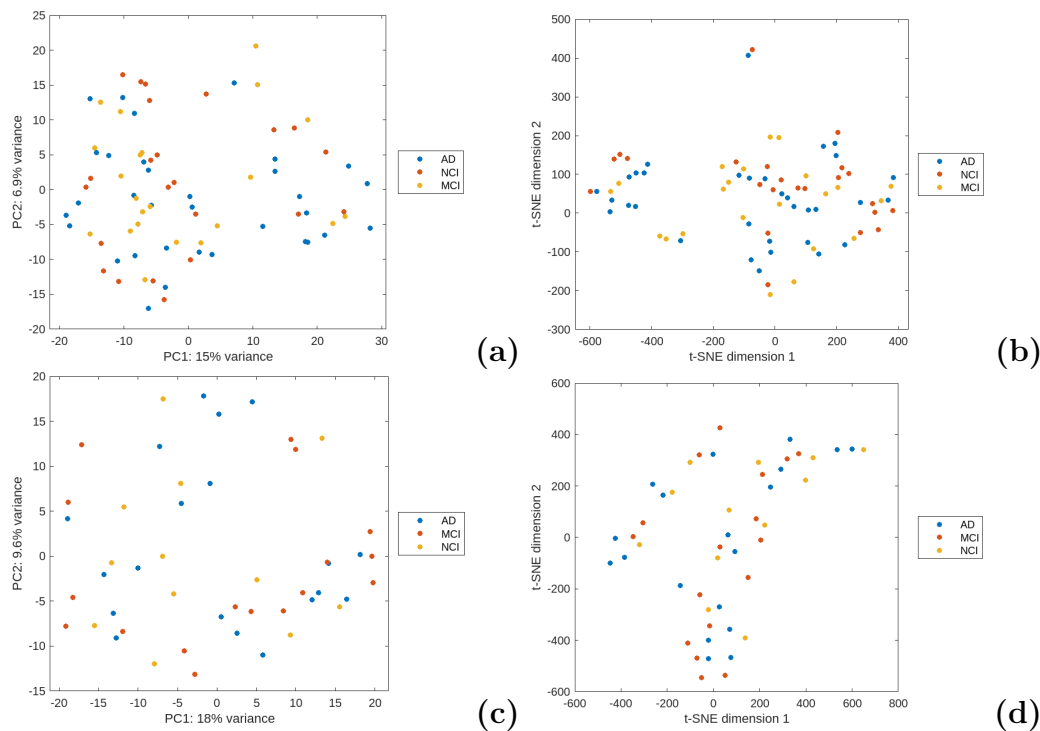 25
20
15
10
5
0
-5
-10
-15
-20
-10
0
10
20
30
PC2: 6.9% variance
PC1: 15% variance
AD
NCI
MCI
(a)
500
400
300
200
100
0
-100
-200
-300
-600
-400
-200
0
200
400
t-SNE dimension 2
t-SNE dimension 1
AD
NCI
MCI
(b)
20
15
10
5
0
-5
-10
-15
-20
-15
-10
-5
0
5
10
15
20
PC2: 9.6% variance
PC1: 18% variance
AD
MCI
NCI
(c)
600
400
200
0
-200
-400
-600
-600
-400
-200
0
200
400
600
800
t-SNE dimension 2
t-SNE dimension 1
AD
MCI
NCI
(d)